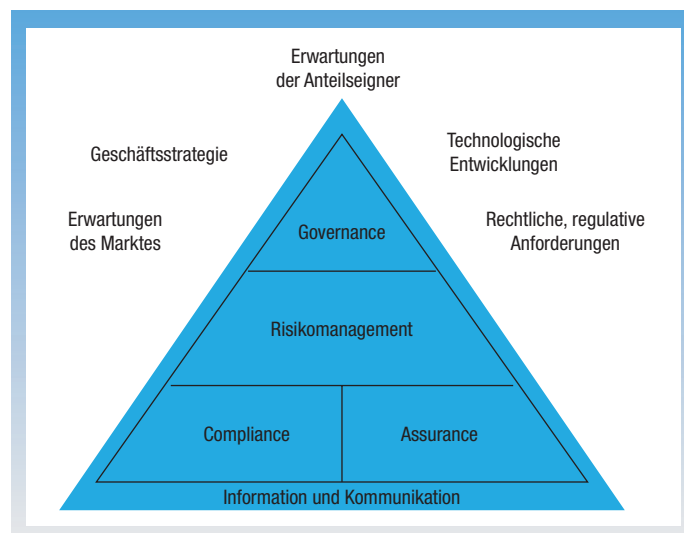 Erwartungen
der Anteilseigner
Geschäftsstrategie
Technologische
Entwicklungen
Erwartungen
des Marktes
Rechtliche, regulative
Anforderungen
Governance
Risikomanagement
Compliance
Assurance
Information und Kommunikation